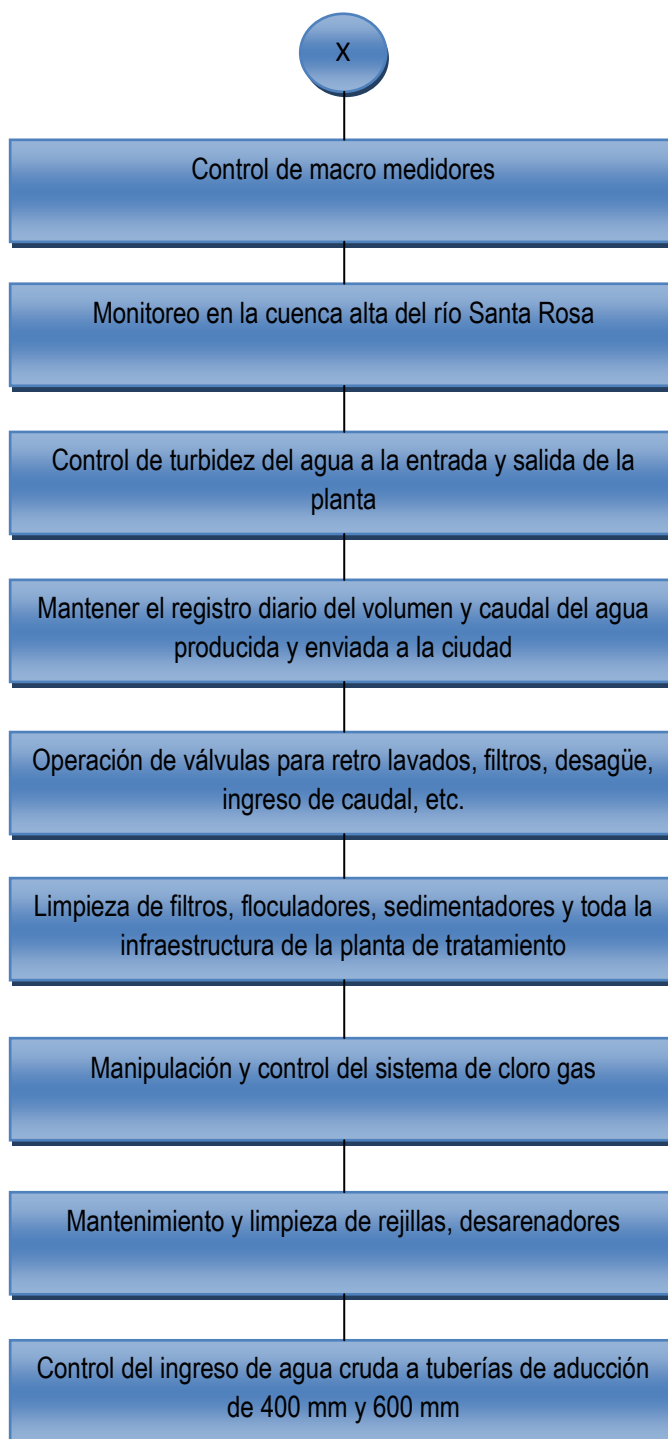 X
Control de macro medidores
Monitoreo en la cuenca alta del río Santa Rosa
Control de turbidez del agua a la entrada y salida de la
planta
Mantener el registro diario del volumen y caudal del agua
producida y enviada a la ciudad
Operación de válvulas para retro lavados, filtros, desagüe,
ingreso de caudal, etc.
Limpieza de filtros, floculadores, sedimentadores y toda la
infraestructura de la planta de tratamiento
Manipulación y control del sistema de cloro gas
Mantenimiento y limpieza de rejillas, desarenadores
Control del ingreso de agua cruda a tuberías de aducción
de 400 mm y 600 mm